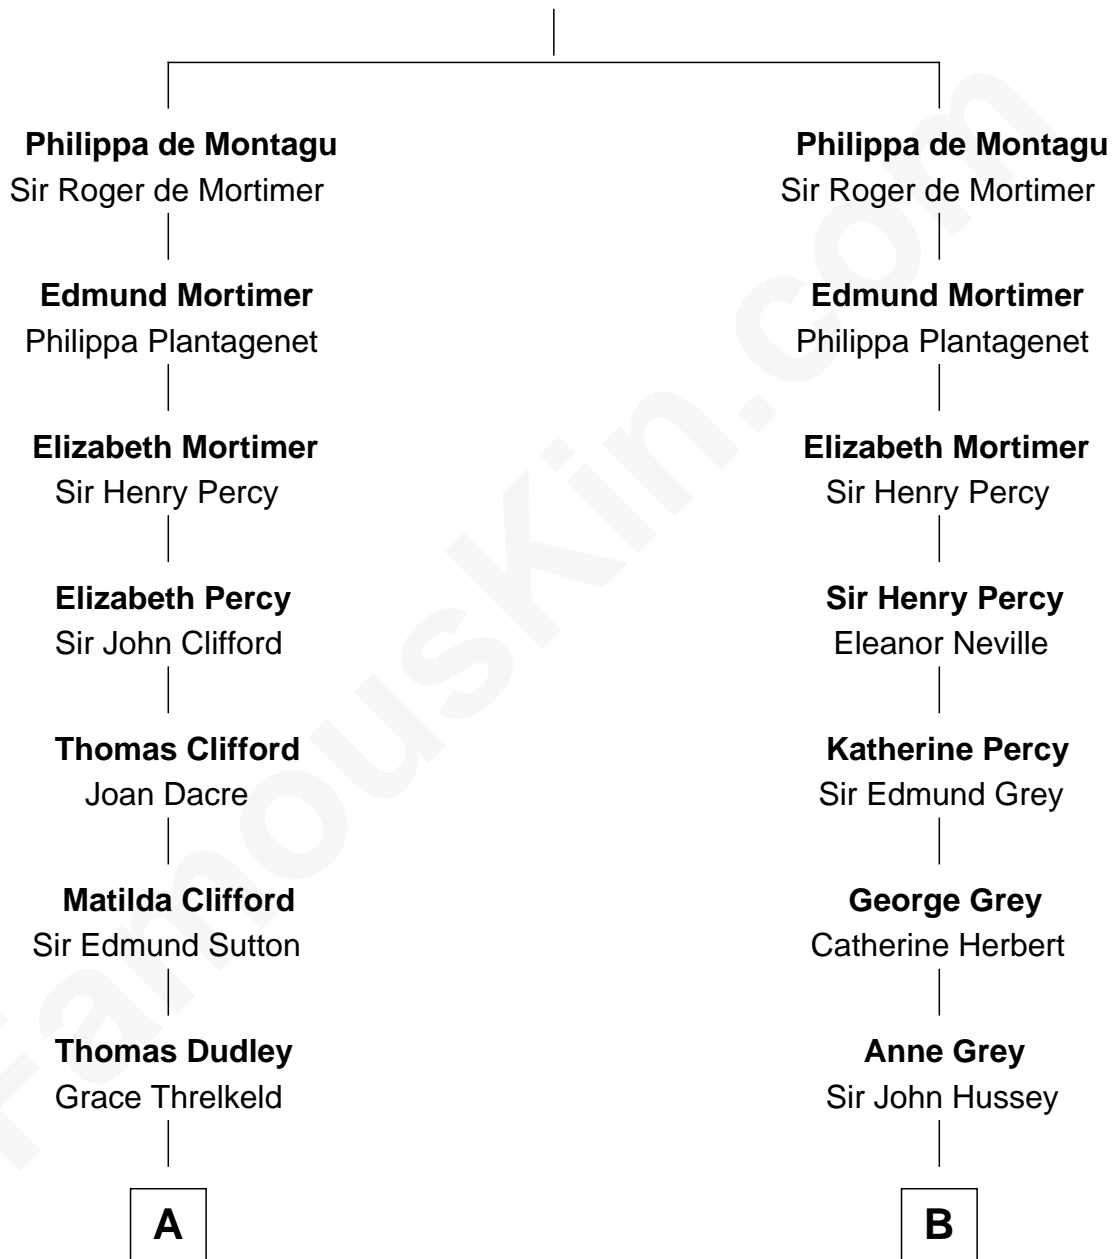 Philippa de Montagu
Sir Roger de Mortimer
Edmund Mortimer
Philippa Plantagenet
Elizabeth Mortimer
Sir Henry Percy
Elizabeth Percy
Sir John Clifford
Thomas Clifford
Joan Dacre
Matilda Clifford
Sir Edmund Sutton
Thomas Dudley
Grace Threlkeld
A
Philippa de Montagu
Sir Roger de Mortimer
Edmund Mortimer
Philippa Plantagenet
Elizabeth Mortimer
Sir Henry Percy
Sir Henry Percy
Eleanor Neville
Katherine Percy
Sir Edmund Grey
George Grey
Catherine Herbert
Anne Grey
Sir John Hussey
B
FamousKin.com